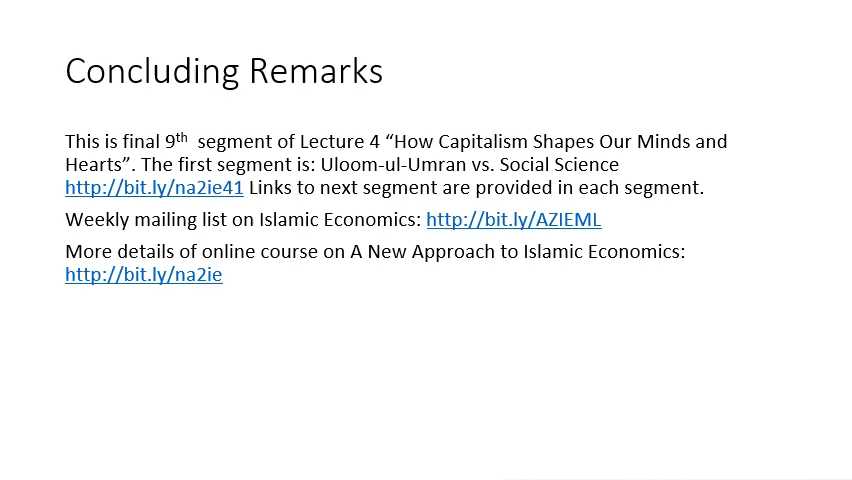 Concluding Remarks
This is final 9th segment of Lecture 4 “How Capitalism Shapes Our Minds and
Hearts”. The first segment is: Uloom-ul-Umran vs. Social Science
http://bit.ly/na2ie41 Links to next segment are provided in each segment.
Weekly mailing list on Islamic Economics: http://bit.ly/AZIEML
More details of online course on A New Approach to Islamic Economics:
http://bit.ly/na2ie